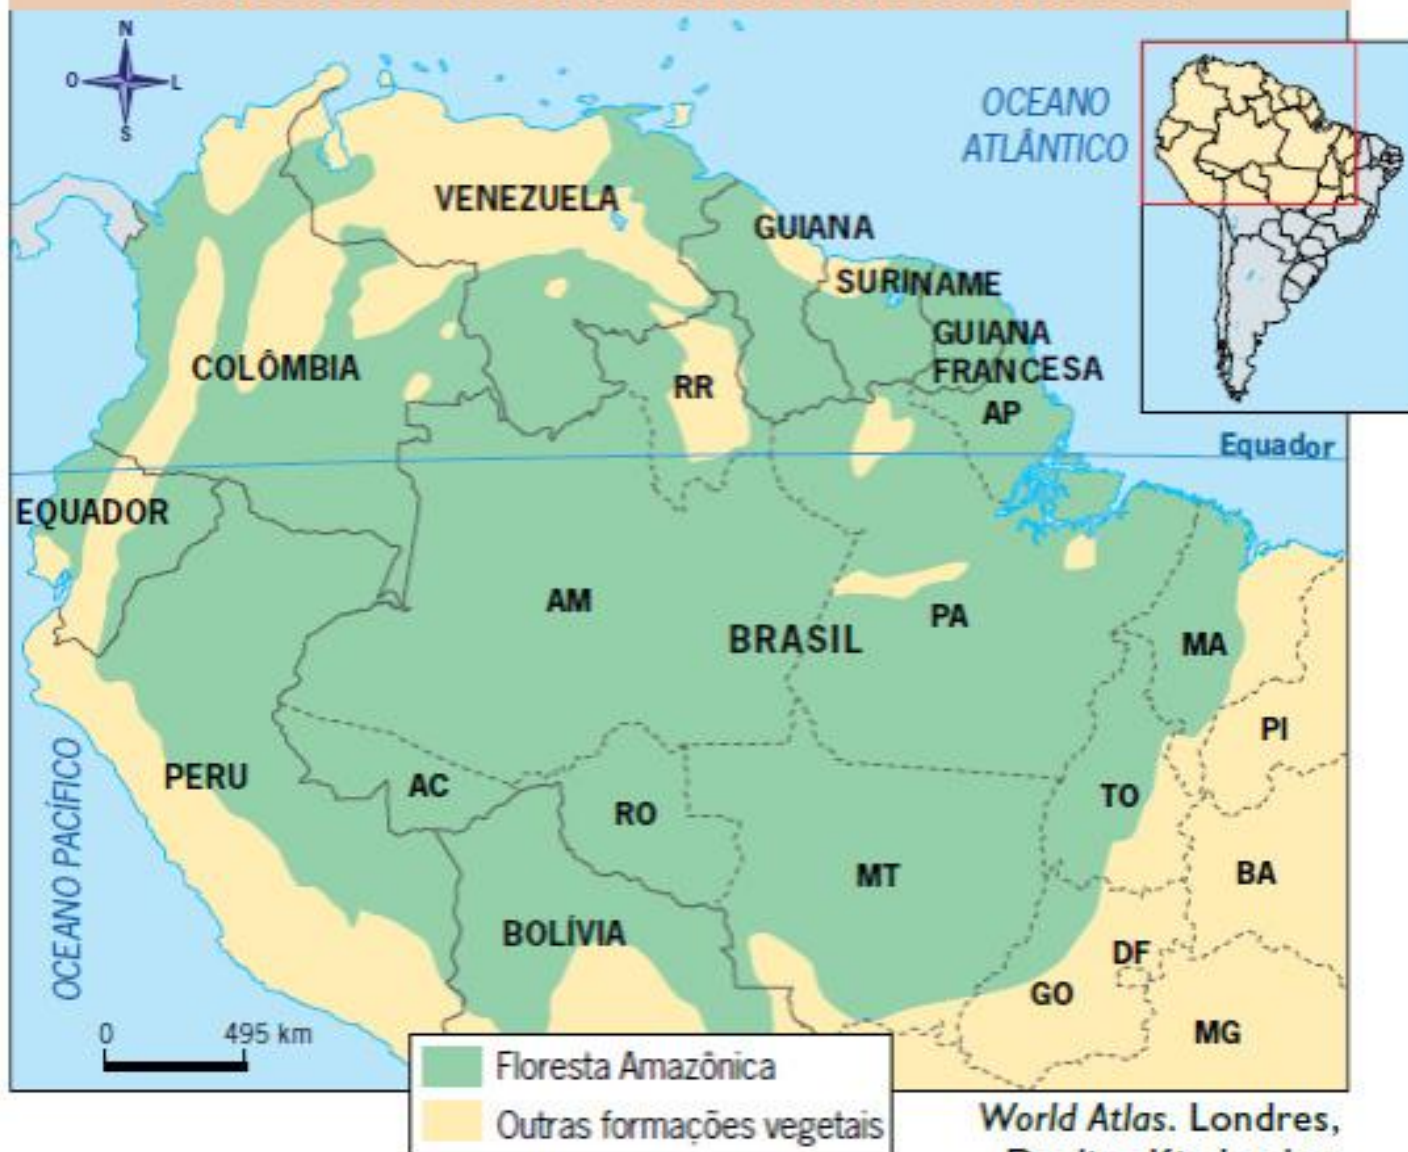 N
O
L
S
OCEANO
ATLÂNTICO
VENEZUELA
GUIANA
SURINAME
GUIANA
FRANCESA
COLÔMBIA
RR
AP
Equador
EQUADOR
AM
BRASIL
PA
MA
PI
PERU
AC
RO
TO
MT
BA
BOLÍVIA
DF
GO
MG
OCEANO PACÍFICO
0 495 km
Floresta Amazônica
Outras formações vegetais
World Atlas. Londres,